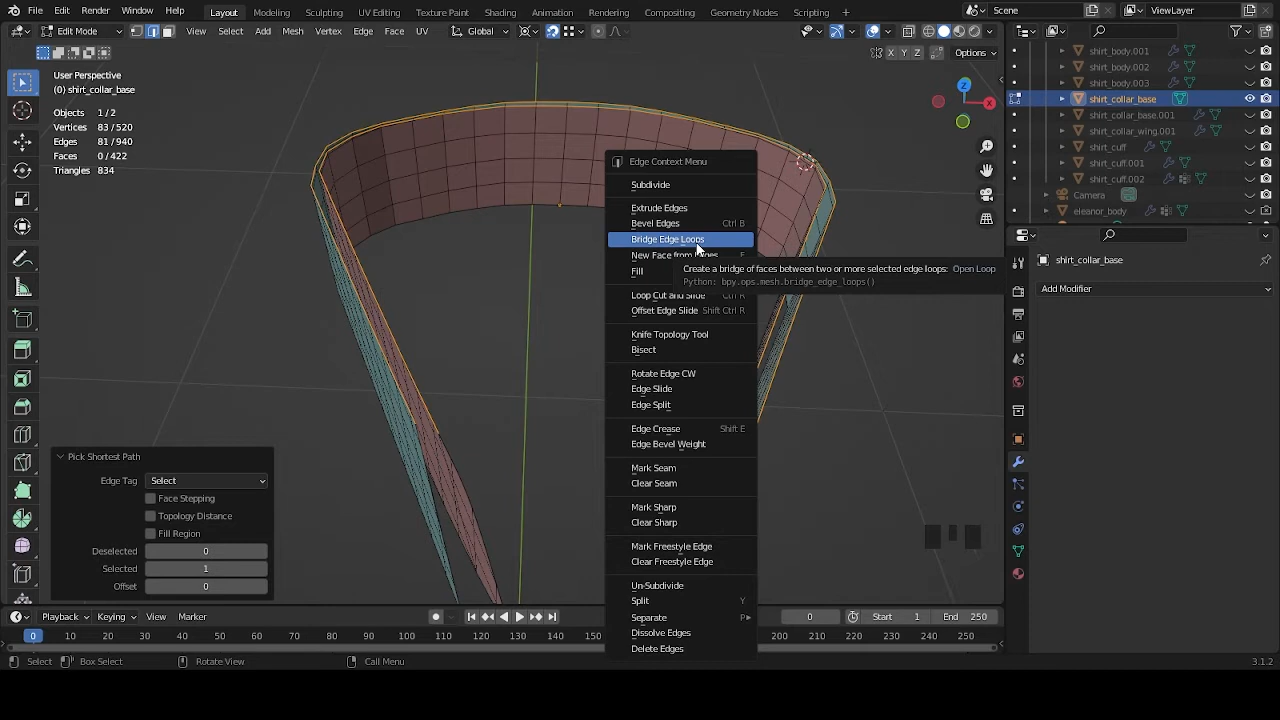 File Edit Render Window Help Layout Modeling Sculpting UV Editing Texture Paint Shading Animation Rendering Compositing Geometry Nodes Scripting + Scene ViewLayer
Edit Mode View Select Add Mesh Vertex Edge Face UV Global
X Y Z Options
User Perspective
(0) shirt_collar_base
Objects 1/2
Vertices 83/520
Edges 81/940
Faces 0/422
Triangles 834
Z
X
Edge Context Menu
Subdivide
Extrude Edges
Bevel Edges Ctrl B
Bridge Edge Loops
New Face from Edges F
Fill
Create a bridge of faces between two or more selected edge loops: Open Loop
Python: bpy.ops.mesh.bridge_edge_loops()
Loop Cut and Slide Ctrl R
Offset Edge Slide Shift Ctrl R
Knife Topology Tool
Bisect
Rotate Edge CW
Edge Slide
Edge Split
Edge Crease Shift E
Edge Bevel Weight
Mark Seam
Clear Seam
Mark Sharp
Clear Sharp
Mark Freestyle Edge
Clear Freestyle Edge
Un-Subdivide
Split Y
Separate P
Dissolve Edges
Delete Edges
Pick Shortest Path
Edge Tag Select
Face Stepping
Topology Distance
Fill Region
Deselected 0
Selected 1
Offset 0
shirt_body.001
shirt_body.002
shirt_body.003
shirt_collar_base
shirt_collar_base.001
shirt_collar_wing.001
shirt_cuff
shirt_cuff.001
shirt_cuff.002
Camera
eleanor_body
shirt_collar_base
Add Modifier
Playback Keying View Marker 0 Start 1 End 250
0 10 20 30 40 50 60 70 80 90 100 110 120 130 140 150 200 210 220 230 240 250
Select Box Select Rotate View Call Menu 3.1.2